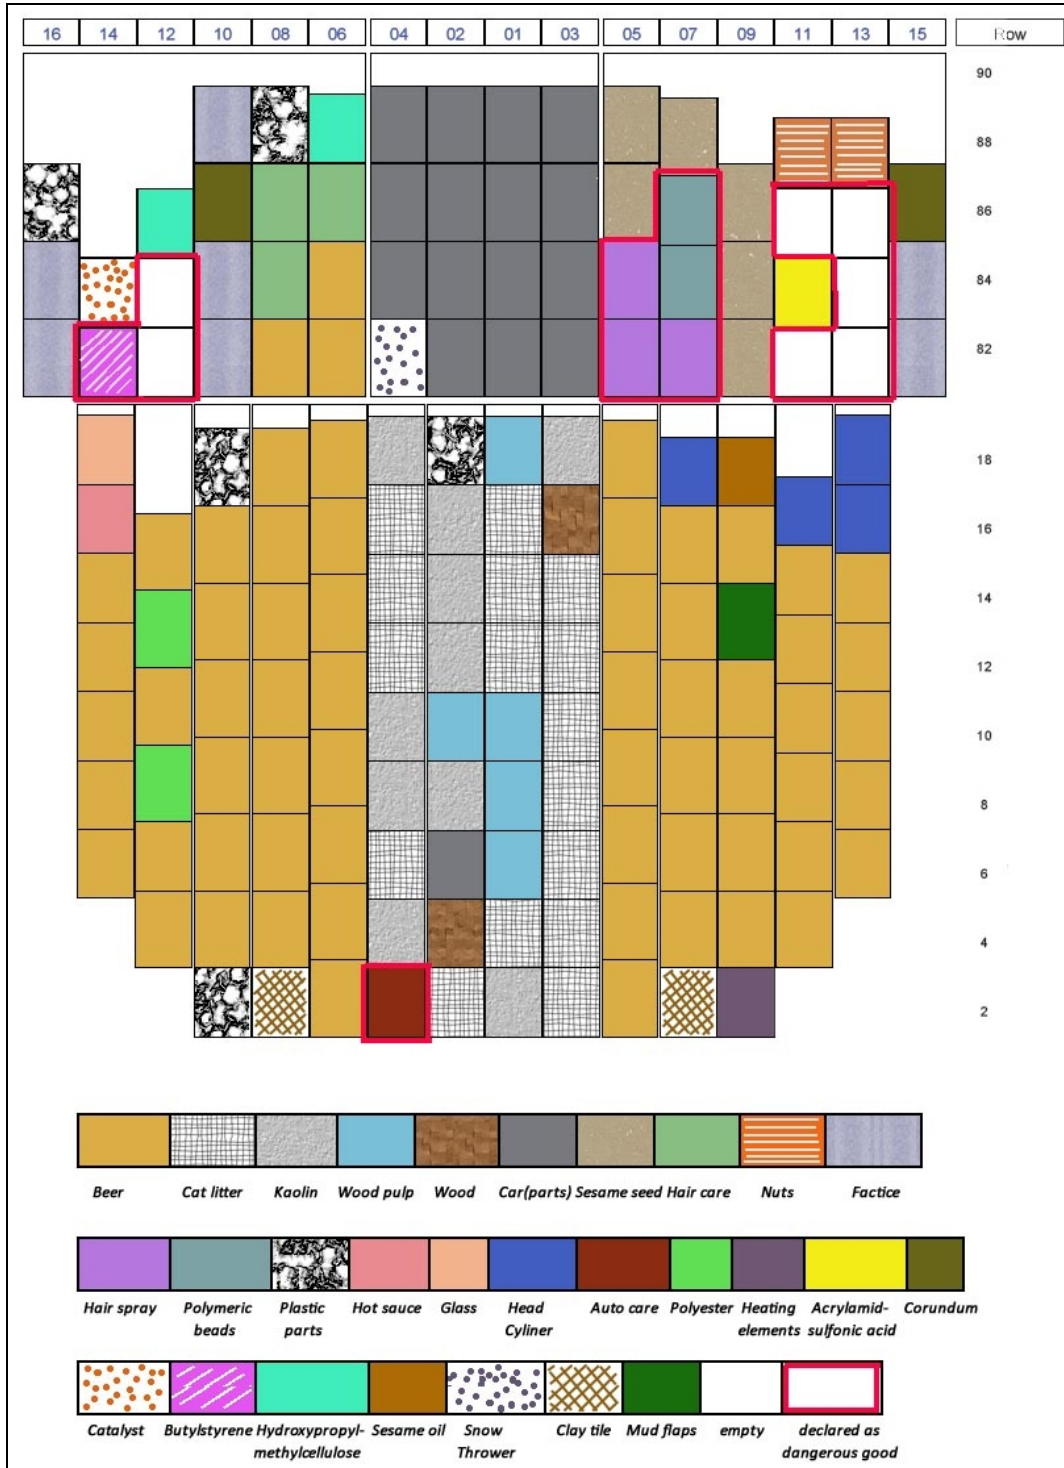 16 14 12 10 08 06 04 02 01 03 05 07 09 11 13 15 Row
90
88
86
84
82
18
16
14
12
10
8
6
4
2
Beer Cat litter Kaolin Wood pulp Wood Car(parts) Sesame seed Hair care Nuts Factice
Hair spray Polymeric Plastic Hot sauce Glass Head Auto care Polyester Heating Acrylamid- Corundum
beads parts Cyliner elements sulfonic acid
Catalyst Butylstyrene Hydroxypropyl- Sesame oil Snow Clay tile Mud flaps empty declared as
methylcellulose Thrower dangerous good